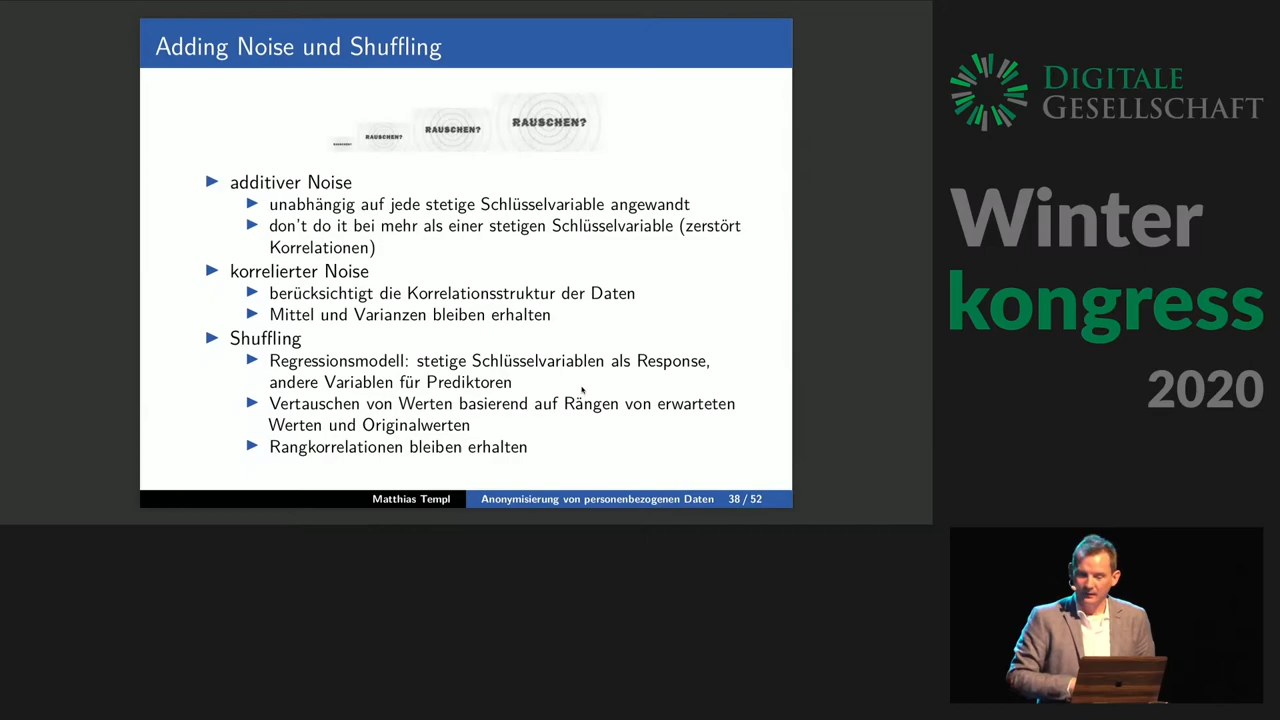 Adding Noise und Shuffling
RAUSCHEN?
RAUSCHEN?
RAUSCHEN?
RAUSCHEN?
additiver Noise
unabhängig auf jede stetige Schlüsselvariable angewandt
don't do it bei mehr als einer stetigen Schlüsselvariable (zerstört
Korrelationen)
korrelierter Noise
berücksichtigt die Korrelationsstruktur der Daten
Mittel und Varianzen bleiben erhalten
Shuffling
Regressionsmodell: stetige Schlüsselvariablen als Response,
andere Variablen für Prediktoren
Vertauschen von Werten basierend auf Rängen von erwarteten
Werten und Originalwerten
Rangkorrelationen bleiben erhalten
Matthias Templ
Anonymisierung von personenbezogenen Daten 38 / 52
DIGITALE
GESELLSCHAFT
Winter
kongress
2020